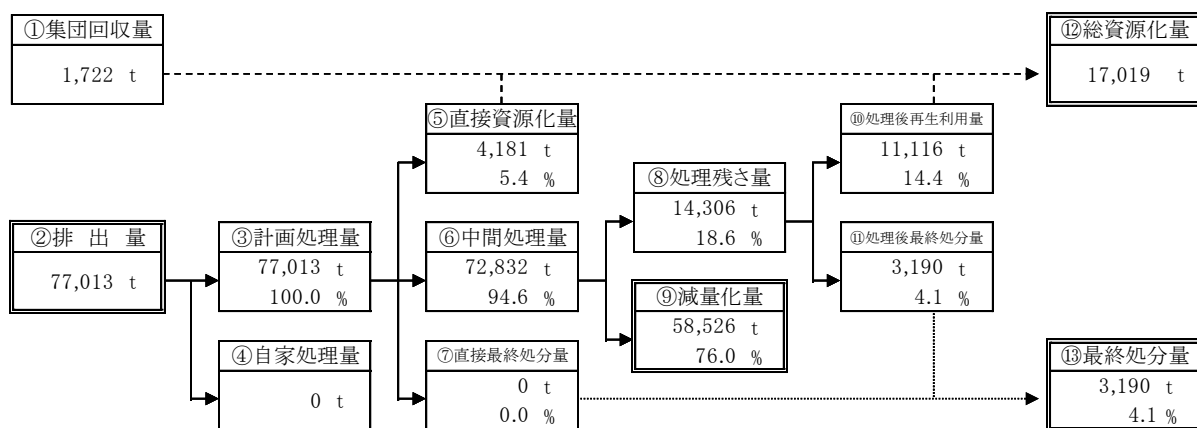 ①集団回収量
1,722 t
⑫総資源化量
17,019 t
⑤直接資源化量
4,181 t
5.4 %
⑩処理後再生利用量
11,116 t
14.4 %
⑧処理残さ量
14,306 t
18.6 %
②排 出 量
77,013 t
③計画処理量
77,013 t
100.0 %
⑥中間処理量
72,832 t
94.6 %
⑪処理後最終処分量
3,190 t
4.1 %
⑨減量化量
58,526 t
76.0 %
④自家処理量
0 t
⑦直接最終処分量
0 t
0.0 %
⑬最終処分量
3,190 t
4.1 %